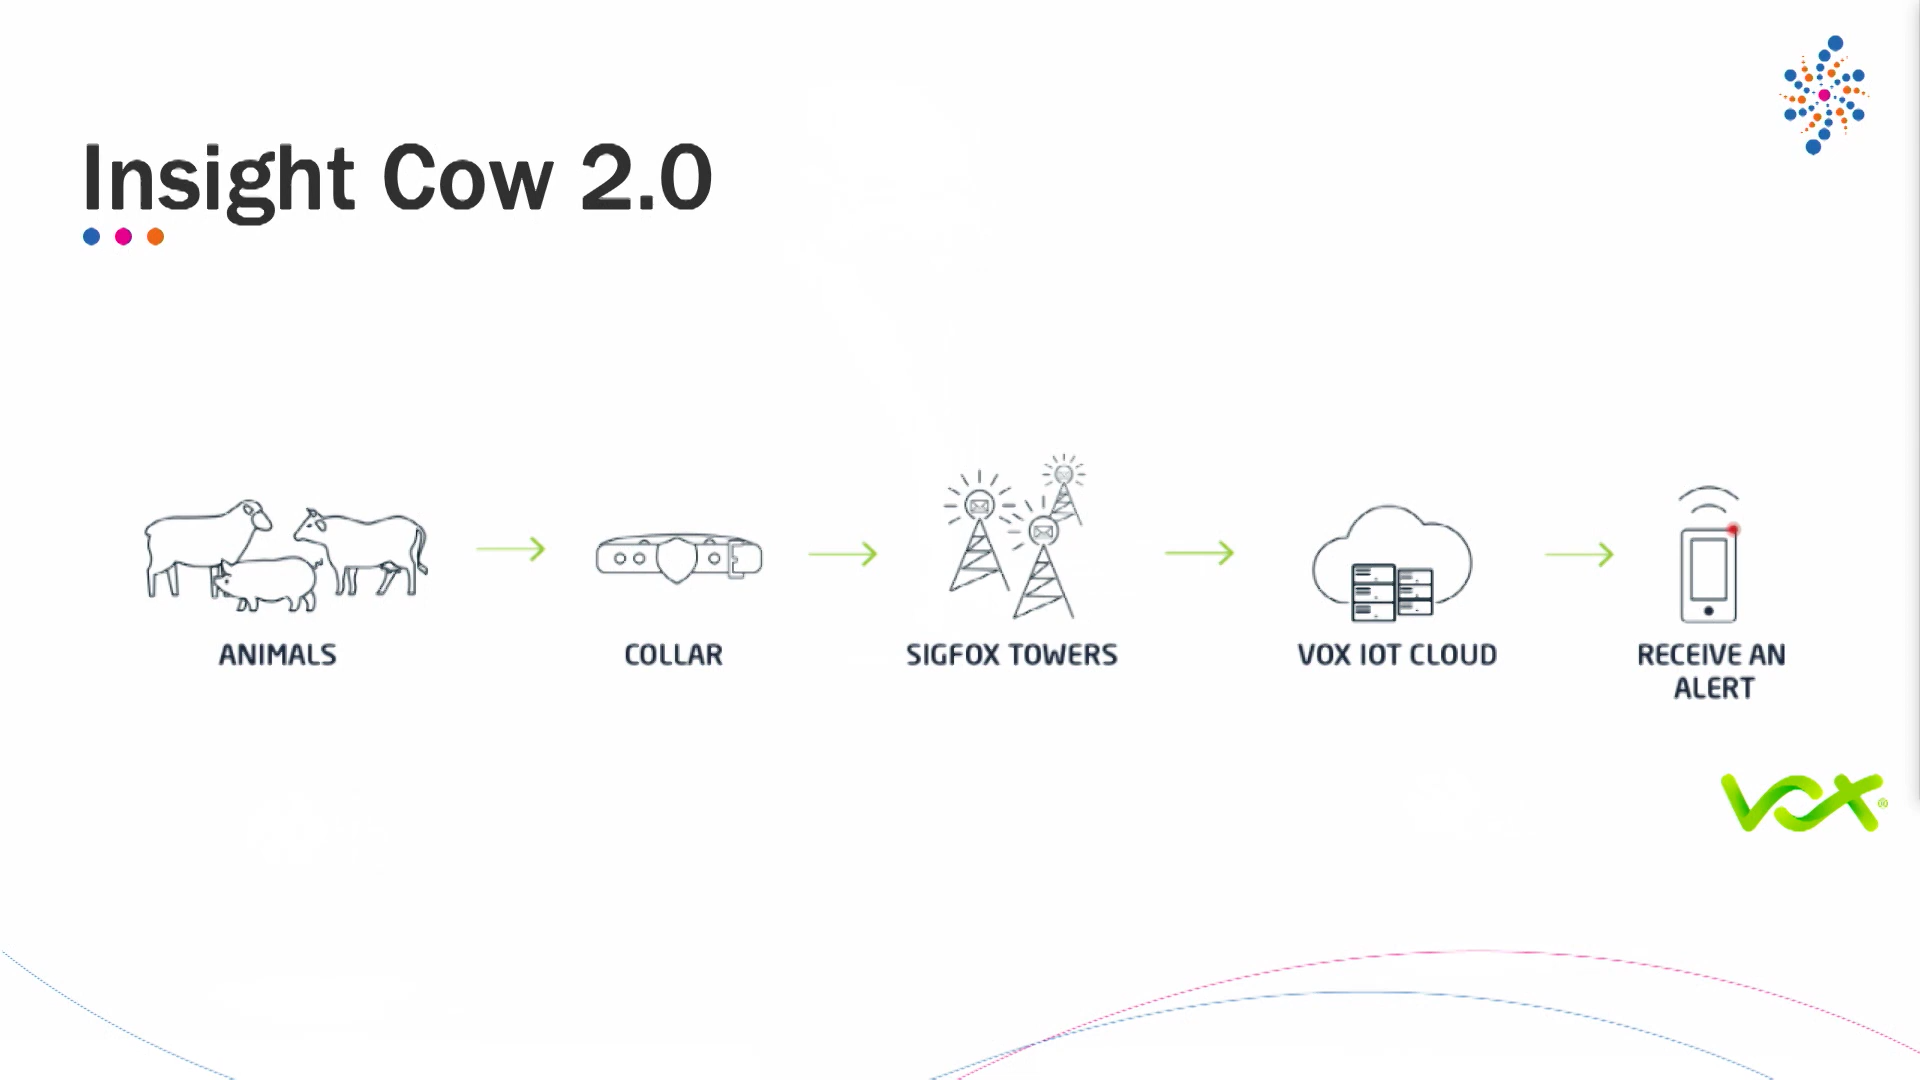 Insight Cow 2.0
ANIMALS
COLLAR
SIGFOX TOWERS
VOX IOT CLOUD
RECEIVE AN
ALERT
vox®